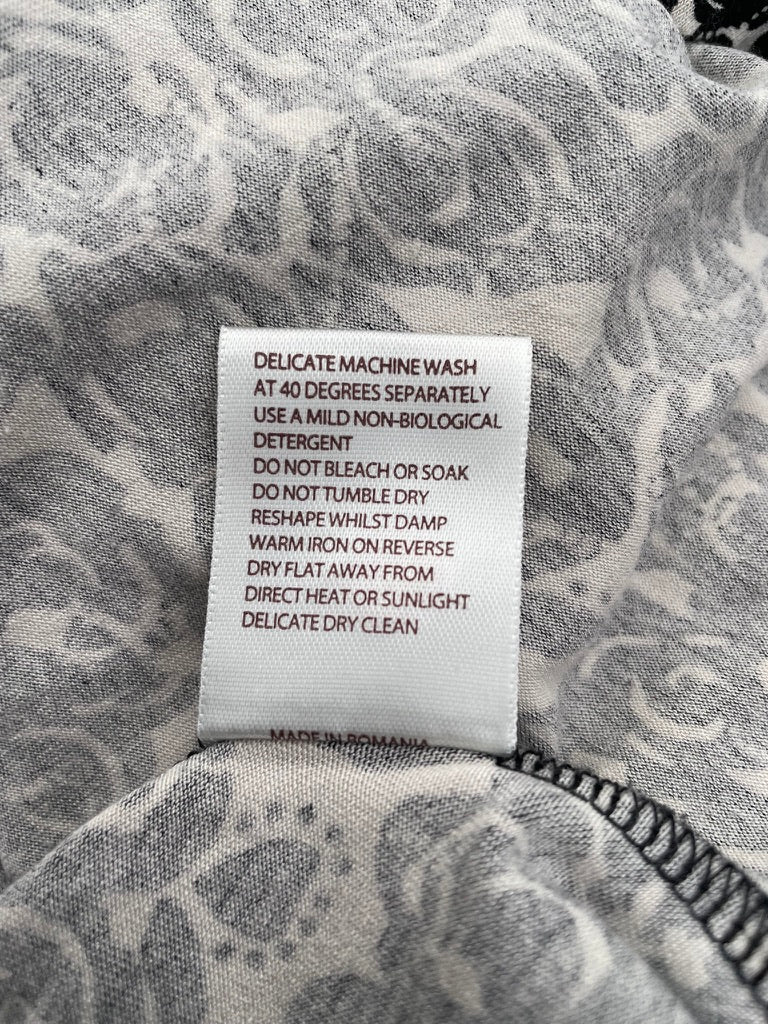 DELICATE MACHINE WASH
AT 40 DEGREES SEPARATELY
USE A MILD NON-BIOLOGICAL
DETERGENT
DO NOT BLEACH OR SOAK
DO NOT TUMBLE DRY
RESHAPE WHILST DAMP
WARM IRON ON REVERSE
DRY FLAT AWAY FROM
DIRECT HEAT OR SUNLIGHT
DELICATE DRY CLEAN
MADE IN ROMANIA